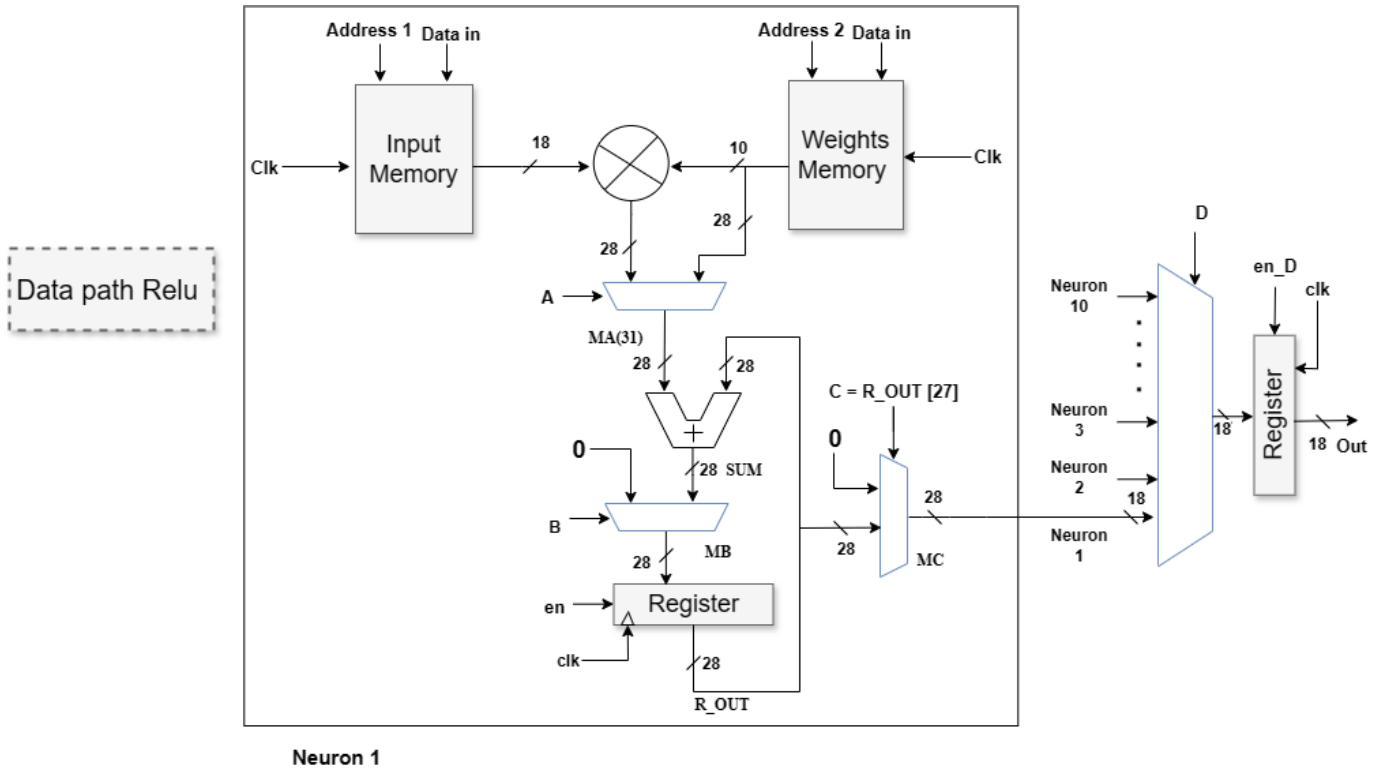 Address 1
Data in
Address 2
Data in
Input
Memory
Weights
Memory
Clk
18
10
Clk
28
28
D
Data path Relu
A
MA(31)
28
28
en_D
clk
Neuron
10
C = R_OUT [27]
0
Neuron
3
Register
18
18
Out
0
28
SUM
Neuron
2
B
28
MB
28
28
MC
18
Neuron
1
en
Register
clk
28
R_OUT
Neuron 1